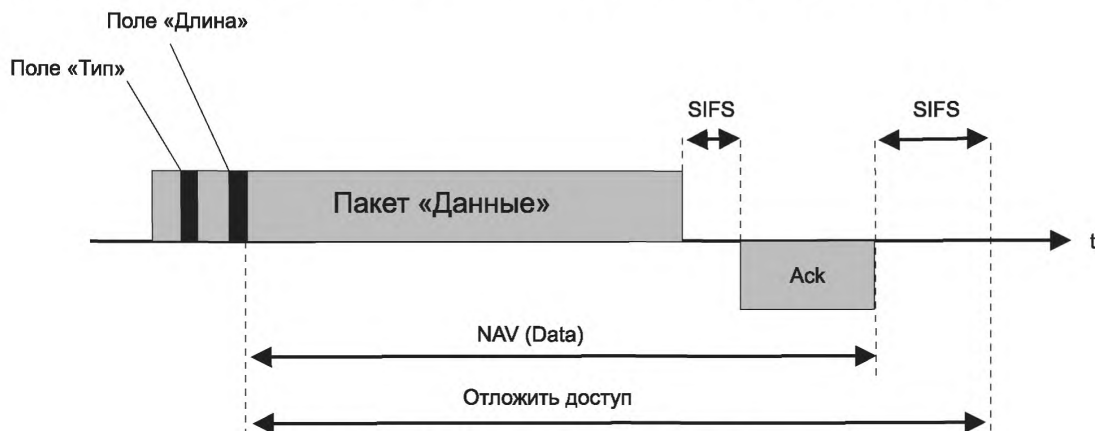 Поле «Длина»
Поле «Тип»
SIFS
SIFS
Пакет «Данные»
t
Ack
NAV (Data)
Отложить доступ